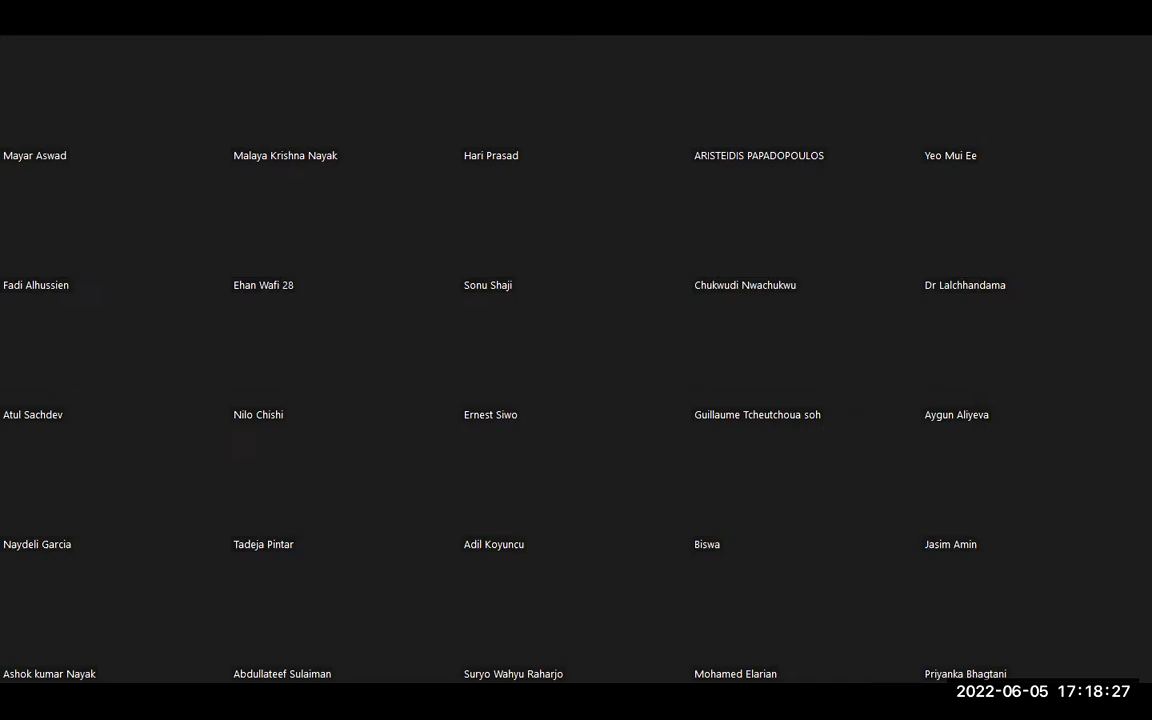 Mayar Aswad
Malaya Krishna Nayak
Hari Prasad
ARISTEIDIS PAPADOPOULOS
Yeo Mui Ee
Fadi Alhussien
Ehan Wafi 28
Sonu Shaji
Chukwudi Nwachukwu
Dr Lalchhandama
Atul Sachdev
Nilo Chishi
Ernest Siwo
Guillaume Tcheutchoua soh
Aygun Aliyeva
Naydeli Garcia
Tadeja Pintar
Adil Koyuncu
Biswa
Jasim Amin
Ashok kumar Nayak
Abdullateef Sulaiman
Suryo Wahyu Raharjo
Mohamed Elarian
Priyanka Bhagtani
2022-06-05 17:18:27